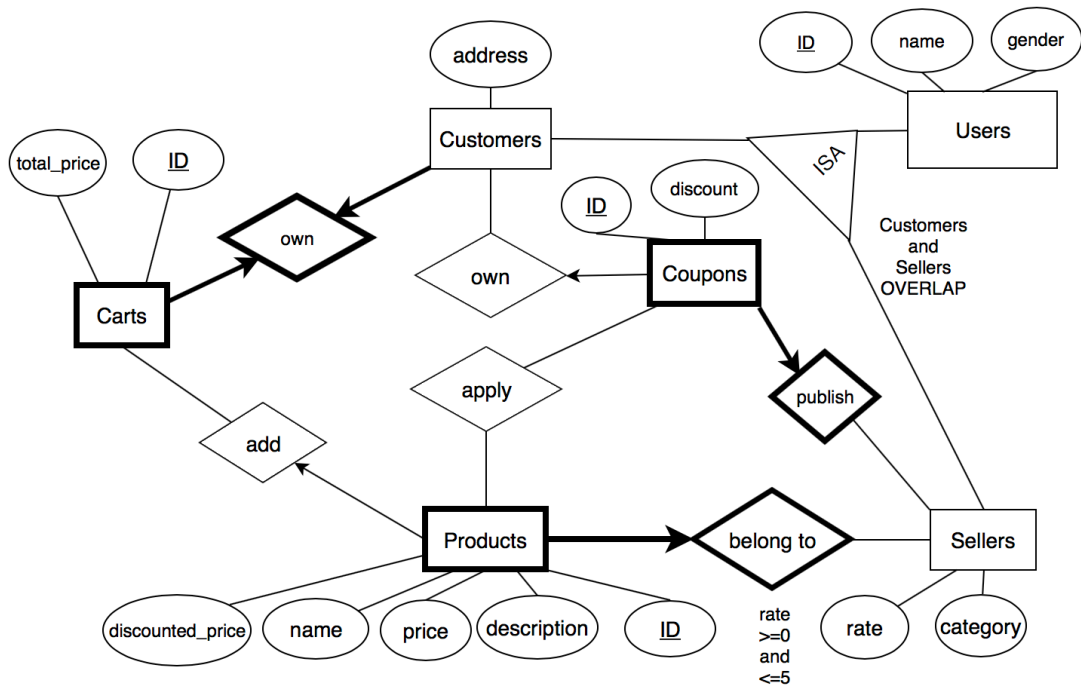 ID
name
gender
address
Users
Customers
ISA
total_price
ID
discount
ID
own
Customers
and
Sellers
OVERLAP
own
Coupons
Carts
apply
publish
add
Products
belong to
Sellers
discounted_price
name
price
description
ID
rate
>=0
and
<=5
rate
category